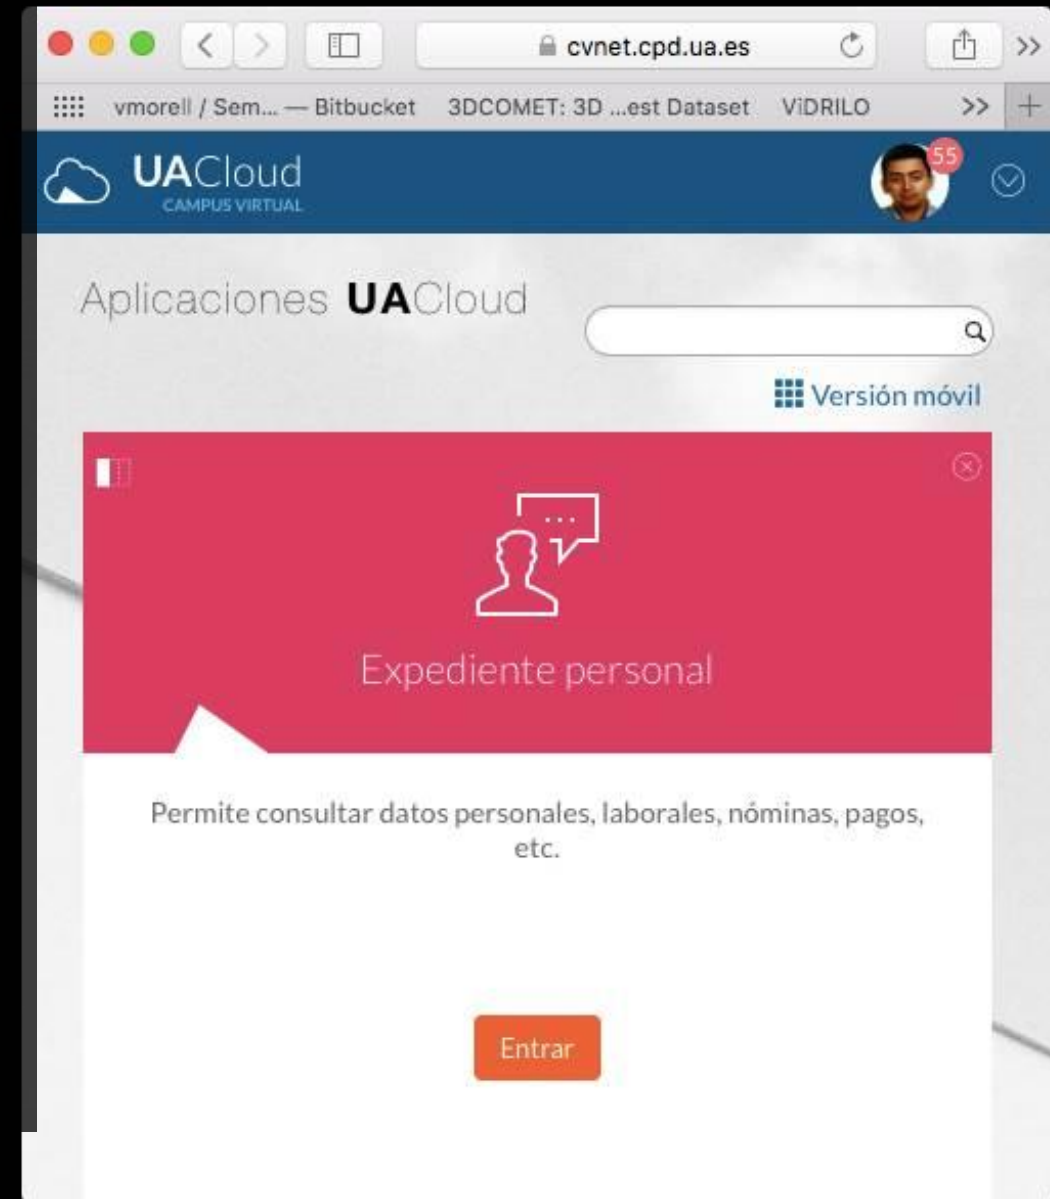 cvnet.cpd.ua.es
vmorell / Sem... — Bitbucket 3DCOMET: 3D ...est Dataset ViDRILO >> +
UACloud
CAMPUS VIRTUAL
55
Aplicaciones UACloud
Versión móvil
Expediente personal
Permite consultar datos personales, laborales, nóminas, pagos,
etc.
Entrar